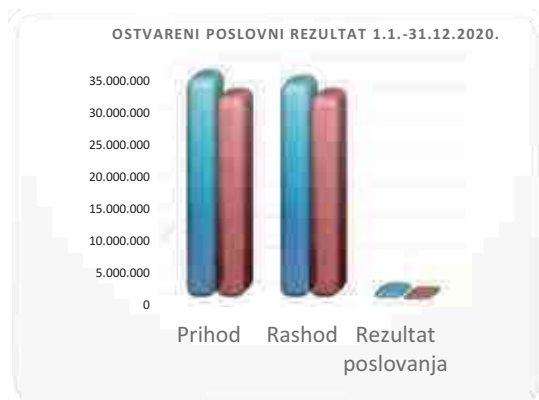 OSTVARENI POSLOVNI REZULTAT 1.1.-31.12.2020.
35.000.000
30.000.000
25.000.000
20.000.000
15.000.000
10.000.000
5.000.000
0
Prihod Rashod Rezultat
poslovanja